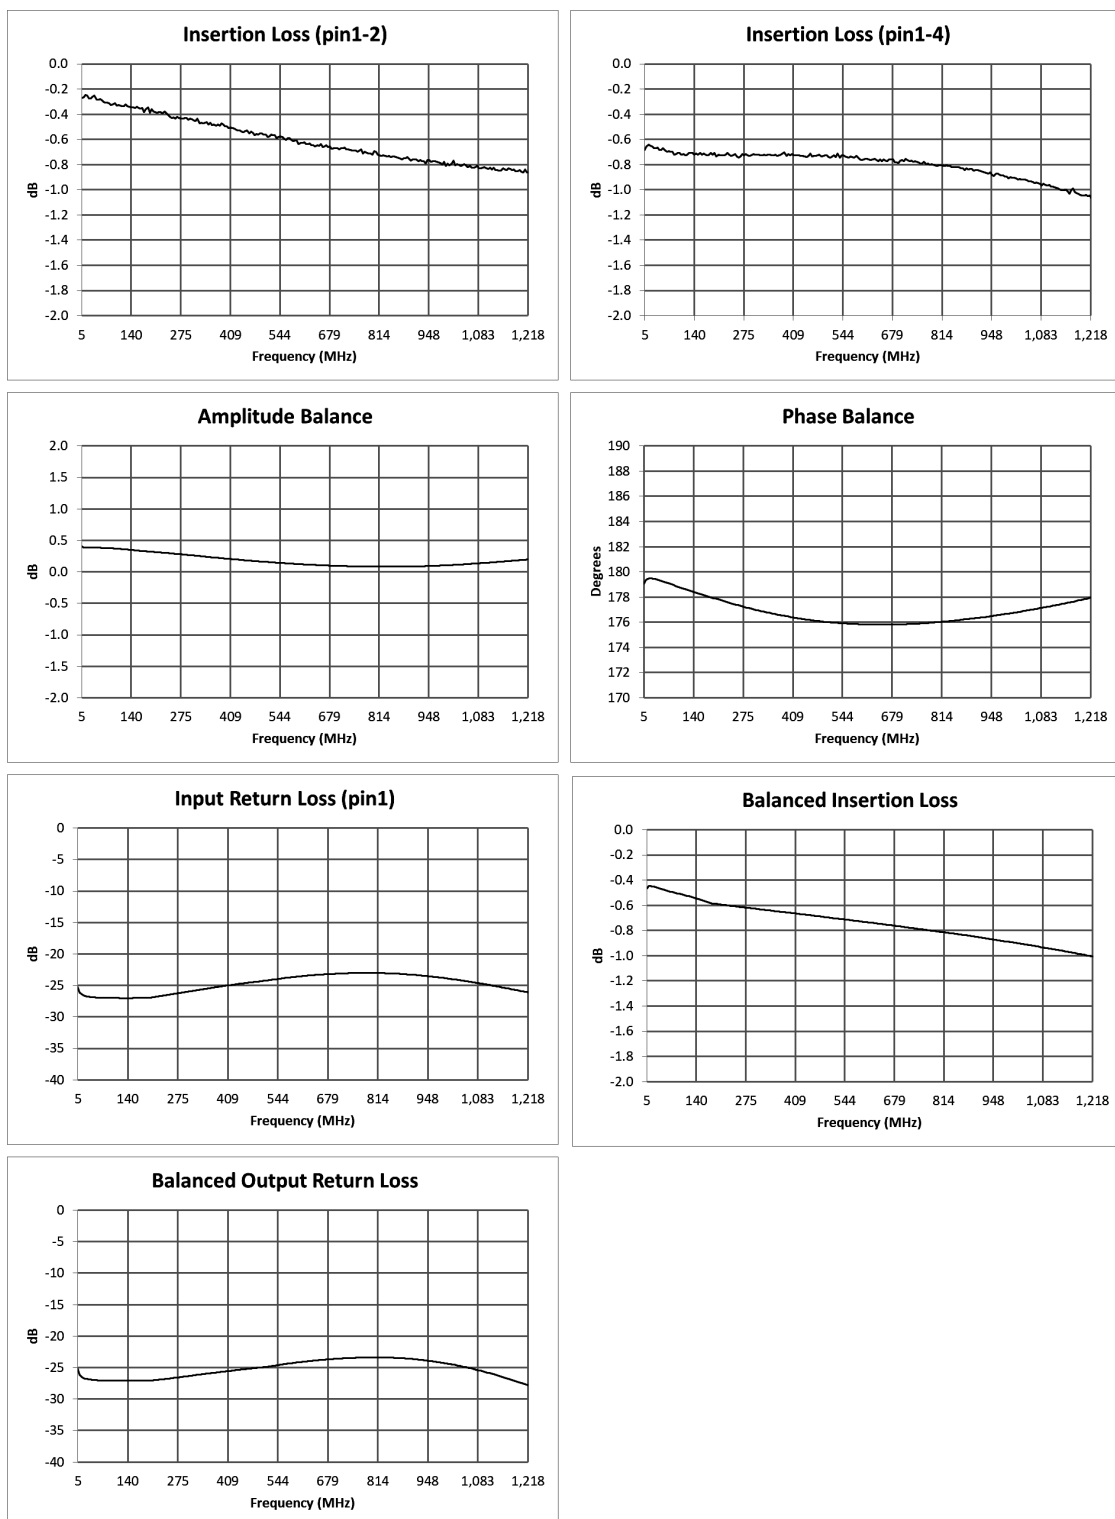 Insertion Loss (pin1-2)
0.0
-0.2
-0.4
-0.6
-0.8
-1.0
-1.2
-1.4
-1.6
-1.8
-2.0
dB
5 140 275 409 544 679 814 948 1,083 1,218
Frequency (MHz)
Insertion Loss (pin1-4)
0.0
-0.2
-0.4
-0.6
-0.8
-1.0
-1.2
-1.4
-1.6
-1.8
-2.0
dB
5 140 275 409 544 679 814 948 1,083 1,218
Frequency (MHz)
Amplitude Balance
2.0
1.5
1.0
0.5
0.0
-0.5
-1.0
-1.5
-2.0
dB
5 140 275 409 544 679 814 948 1,083 1,218
Frequency (MHz)
Phase Balance
190
188
186
184
182
180
178
176
174
172
170
Degrees
5 140 275 409 544 679 814 948 1,083 1,218
Frequency (MHz)
Input Return Loss (pin1)
0
-5
-10
-15
-20
-25
-30
-35
-40
dB
5 140 275 409 544 679 814 948 1,083 1,218
Frequency (MHz)
Balanced Insertion Loss
0.0
-0.2
-0.4
-0.6
-0.8
-1.0
-1.2
-1.4
-1.6
-1.8
-2.0
dB
5 140 275 409 544 679 814 948 1,083 1,218
Frequency (MHz)
Balanced Output Return Loss
0
-5
-10
-15
-20
-25
-30
-35
-40
dB
5 140 275 409 544 679 814 948 1,083 1,218
Frequency (MHz)